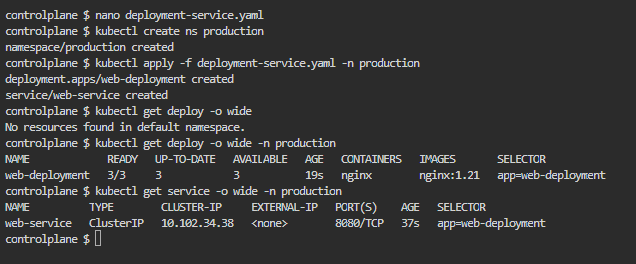 controlplane $ nano deployment-service.yaml
controlplane $ kubectl create ns production
namespace/production created
controlplane $ kubectl apply -f deployment-service.yaml -n production
deployment.apps/web-deployment created
service/web-service created
controlplane $ kubectl get deploy -o wide
No resources found in default namespace.
controlplane $ kubectl get deploy -o wide -n production
NAME READY UP-TO-DATE AVAILABLE AGE CONTAINERS IMAGES SELECTOR
web-deployment 3/3 3 3 19s nginx nginx:1.21 app=web-deployment
controlplane $ kubectl get service -o wide -n production
NAME TYPE CLUSTER-IP EXTERNAL-IP PORT(S) AGE SELECTOR
web-service ClusterIP 10.102.34.38 <none> 8080/TCP 37s app=web-deployment
controlplane $